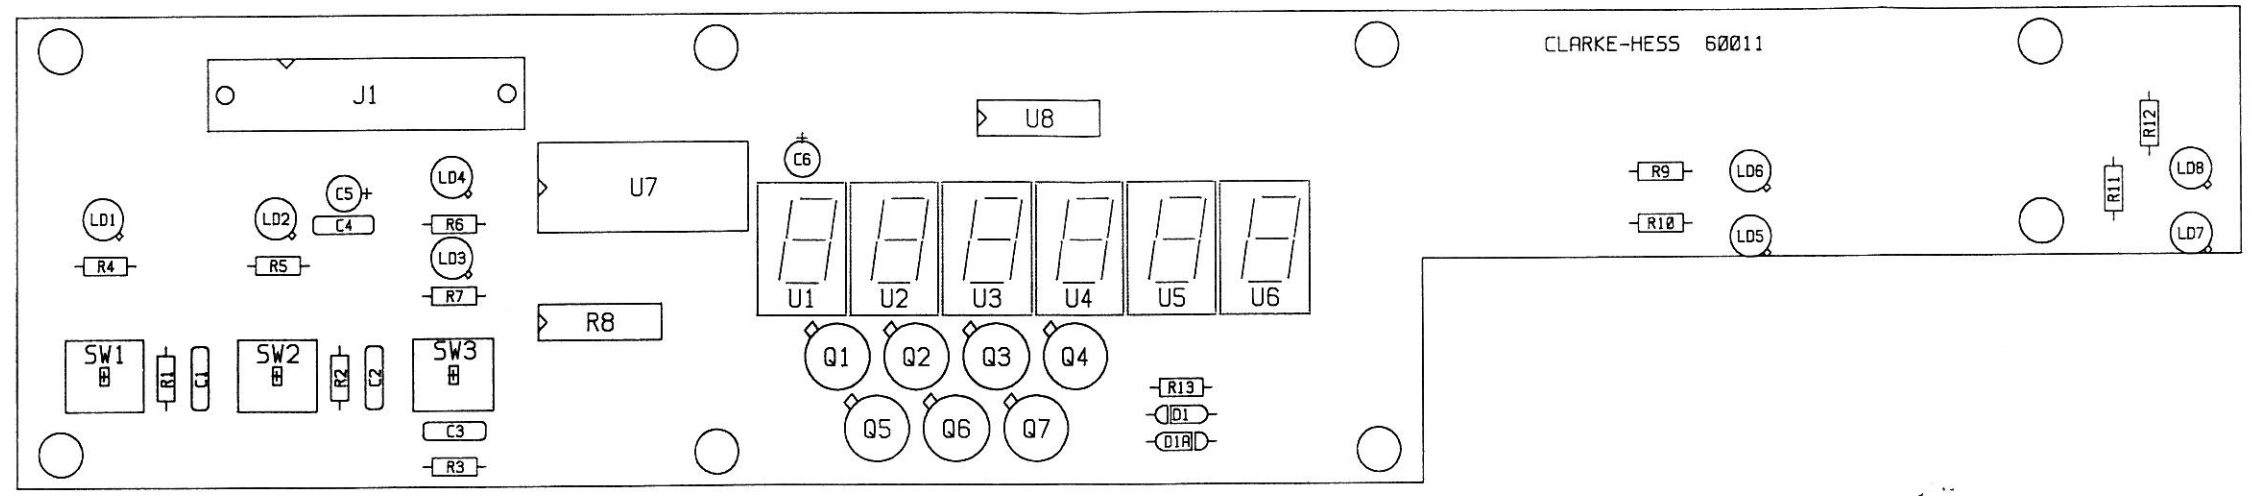 CLARKE-HESS 60011
J1
U8
R12
C6
R9
LD6
LD8
LD4
U7
R11
C5
+
LD1
LD2
C4
R6
R10
LD5
LD7
R4
R5
LD3
R7
U1
U2
U3
U4
U5
U6
R8
SW1
SW2
SW3
Q1
Q2
Q3
Q4
R1
C1
R2
C2
R13
D1
C3
Q5
Q6
Q7
D1A
R3